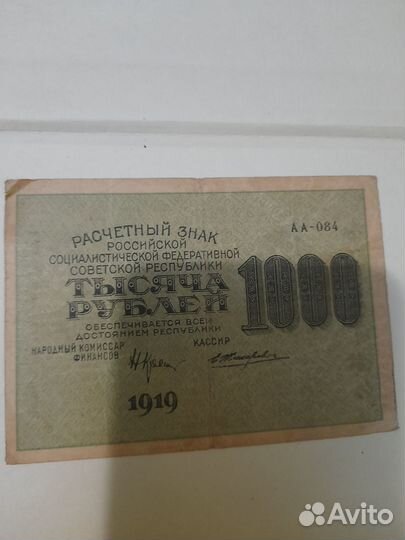 РАСЧЕТНЫЙ ЗНАК
РОССИЙСКОЙ
СОЦИАЛИСТИЧЕСКОЙ ФЕДЕРАТИВНОЙ
СОВЕТСКОЙ РЕСПУБЛИКИ
АА-084
ТЫСЯЧА
РУБЛЕЙ
1000
ОБЕСПЕЧИВАЕТСЯ ВСЕМ
ДОСТОЯНИЕМ РЕСПУБЛИКИ
НАРОДНЫЙ КОМИССАР
ФИНАНСОВ
КАССИР
1919
Avito